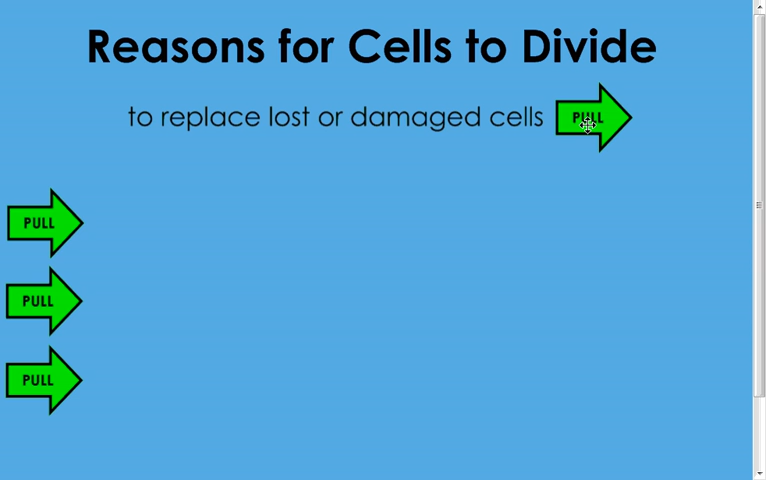 Reasons for Cells to Divide
to replace lost or damaged cells PULL
PULL
PULL
PULL